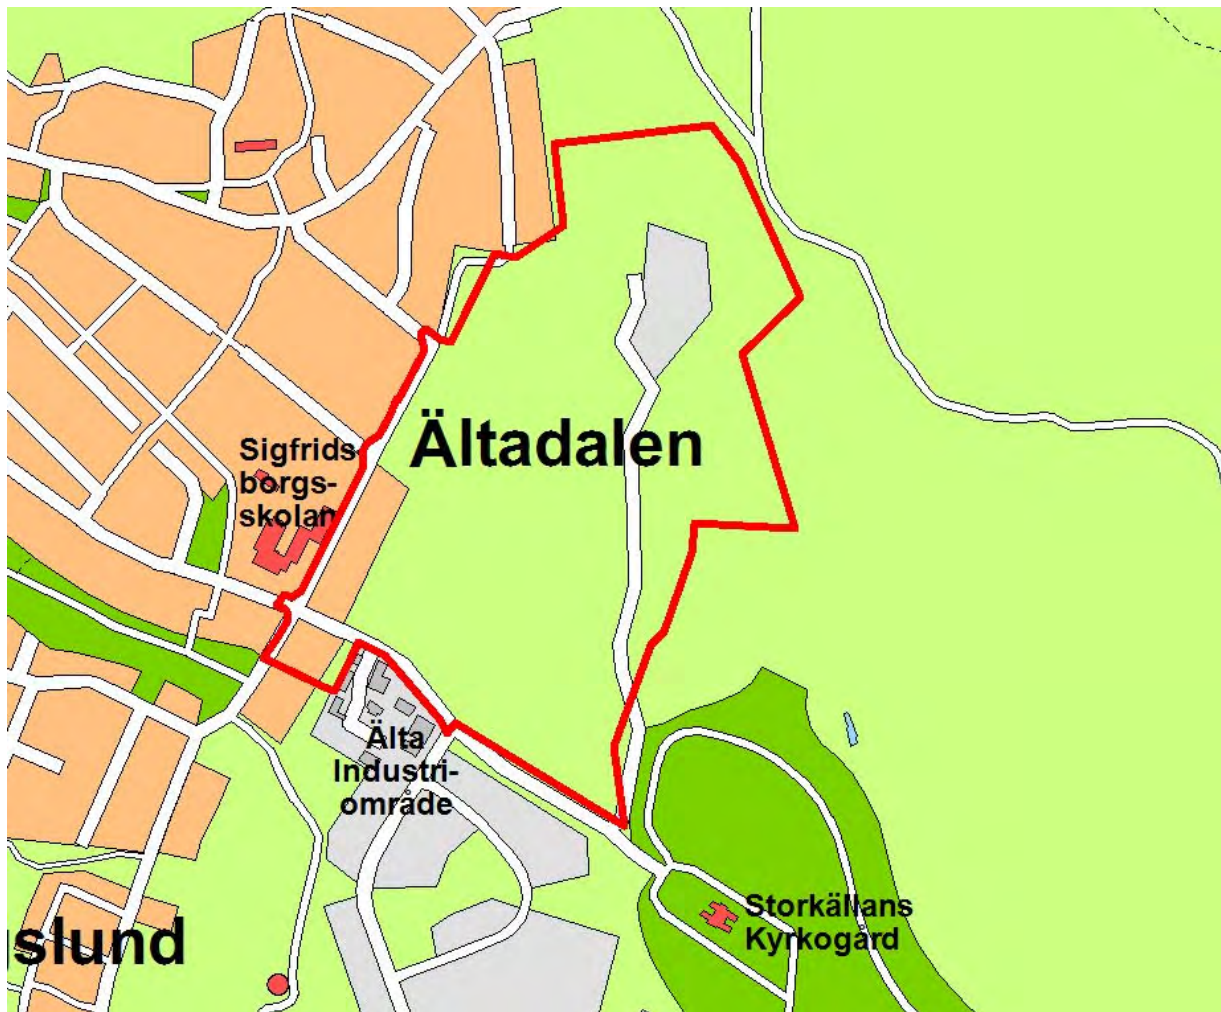 Ältadalen
Sigfrids-
borgs-
skolan
Älta
Industri-
område
Storkällans
Kyrkogård
slund